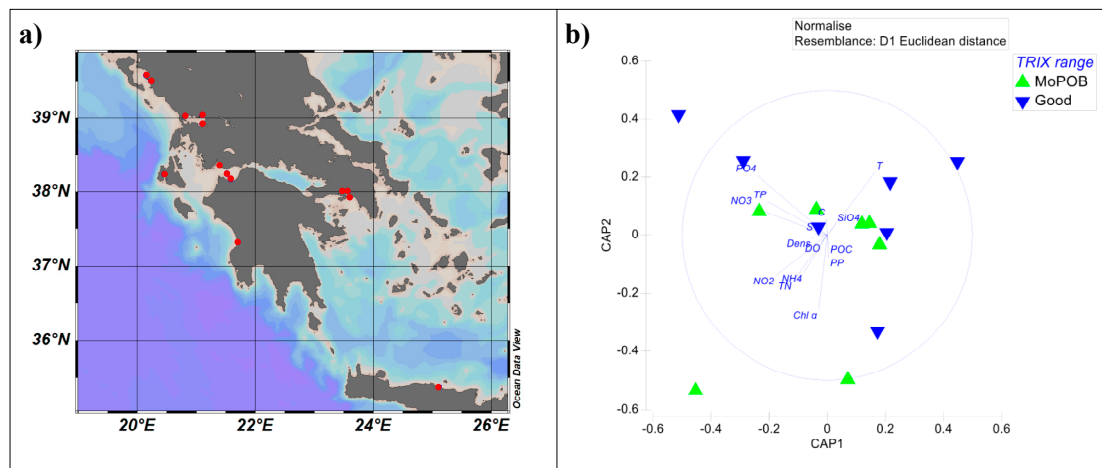 a)
39°N
38°N
37°N
36°N
20°E
22°E
24°E
26°E
Ocean Data View
b)
Normalise
Resemblance: D1 Euclidean distance
TRIX range
MoPOB
Good
0.6
0.4
0.2
0
-0.2
-0.4
-0.6
CAP2
PO4
T
TP
NO3
C
SiO4
S
Dens
DO
POC
PP
NO2
NH4
TN
Chl α
-0.6
-0.4
-0.2
0
0.2
0.4
0.6
CAP1